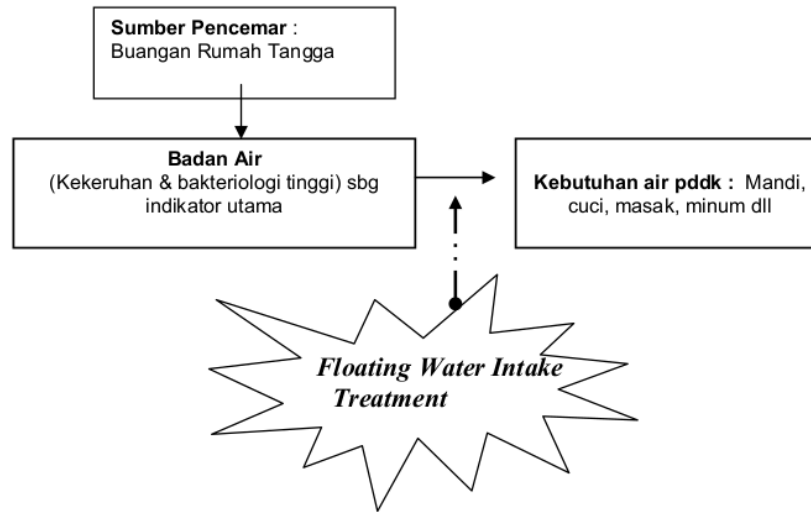 Sumber Pencemar :
Buangan Rumah Tangga
Badan Air
(Kekeruhan & bakteriologi tinggi) sbg
indikator utama
Kebutuhan air pddk : Mandi,
cuci, masak, minum dll
Floating Water Intake
Treatment